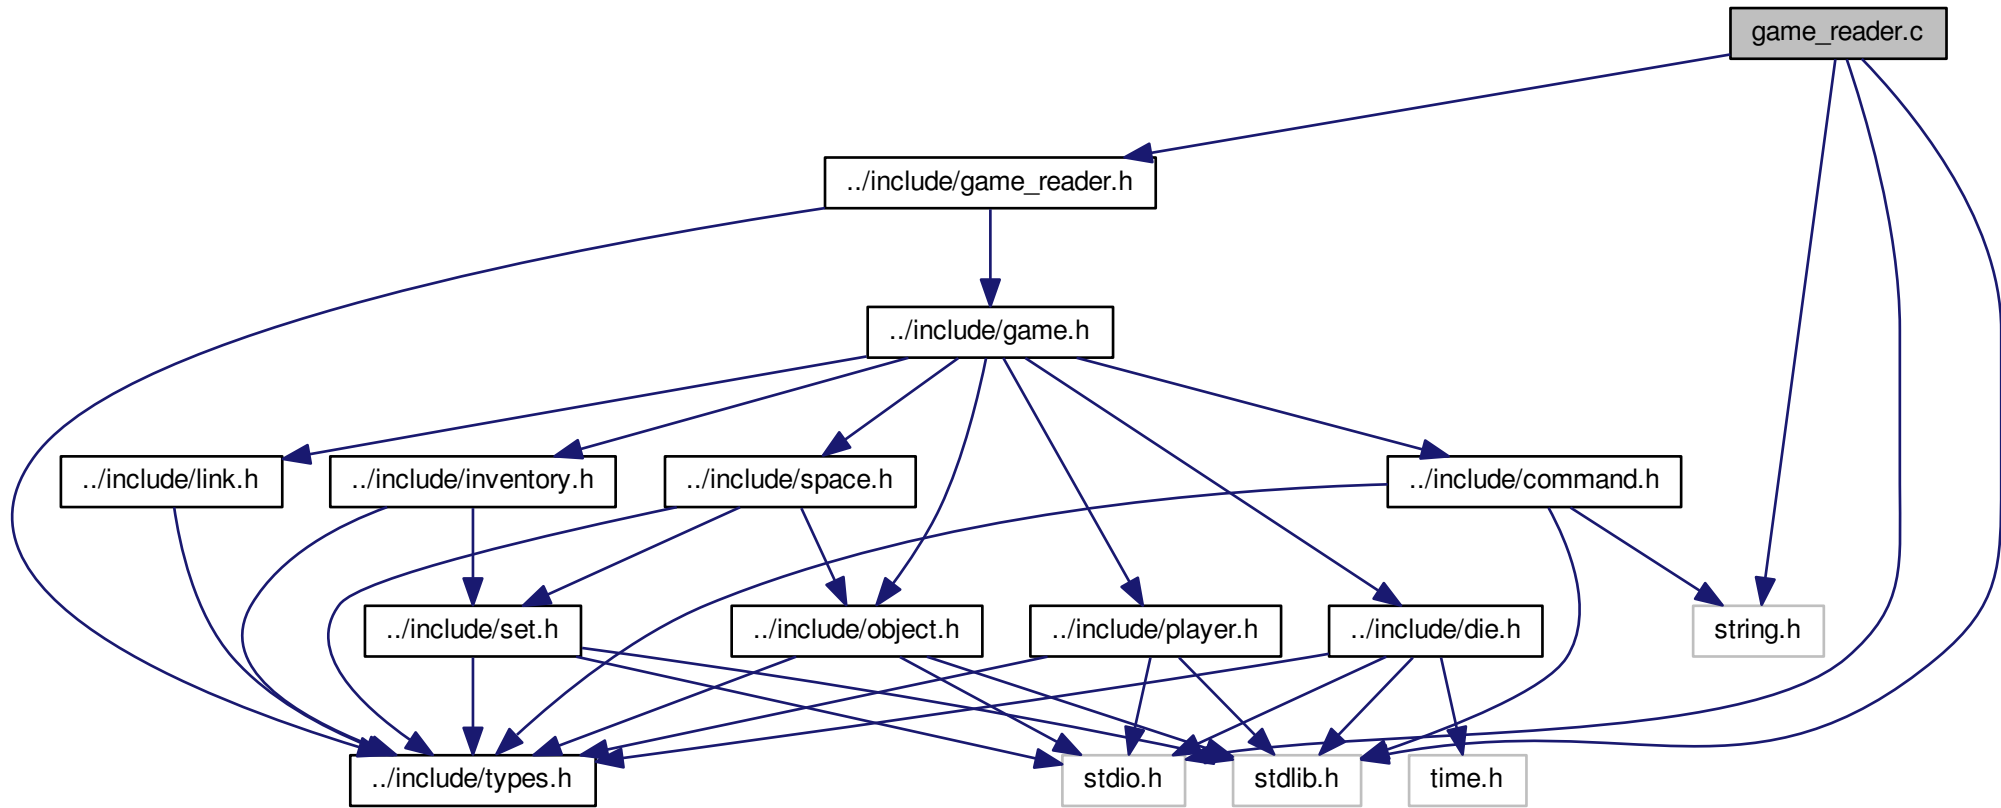 game_reader.c
../include/game_reader.h
../include/game.h
../include/link.h
../include/inventory.h
../include/space.h
../include/command.h
../include/set.h
../include/object.h
../include/player.h
../include/die.h
string.h
../include/types.h
stdio.h
stdlib.h
time.h